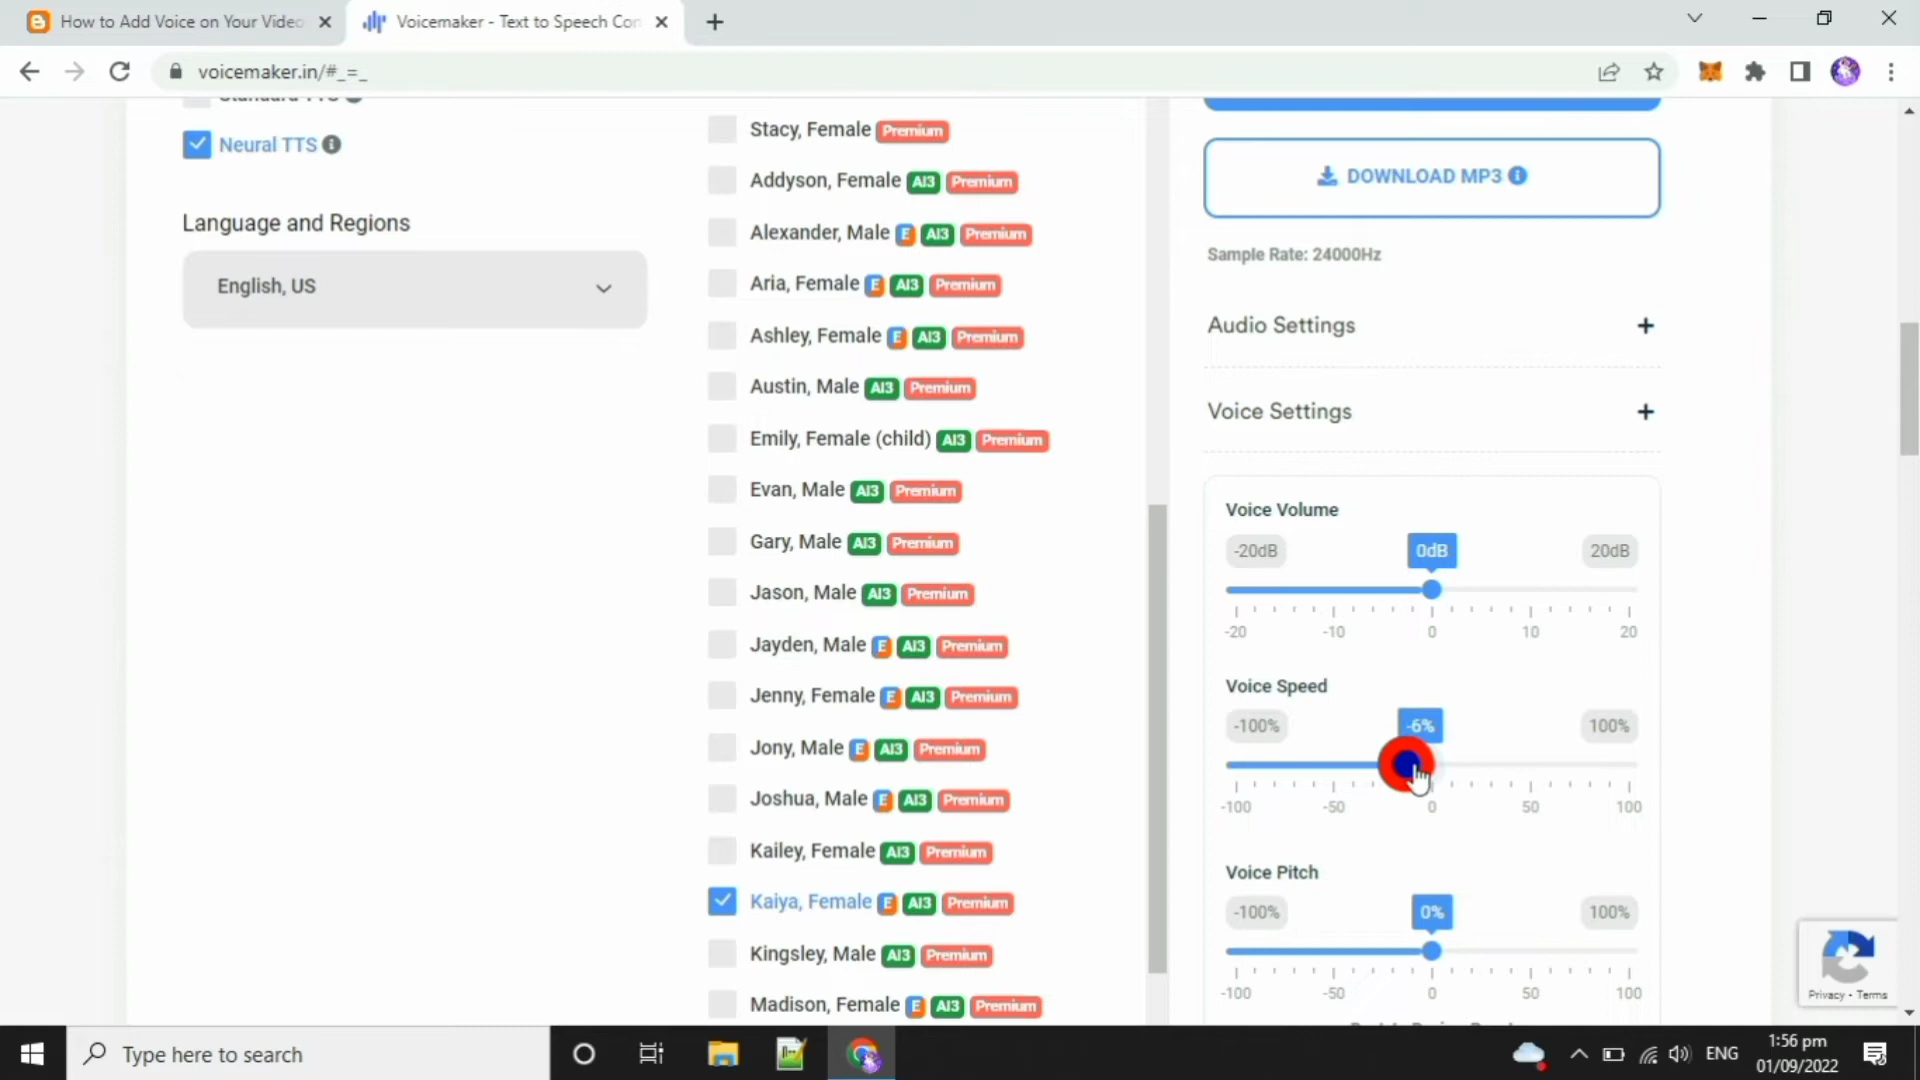 How to Add Voice on Your Video
Voicemaker - Text to Speech Con
voicemaker.in/#_=_
Standard TTS
Neural TTS
Language and Regions
English, US
Stacy, Female Premium
Addyson, Female AI3 Premium
Alexander, Male E AI3 Premium
Aria, Female E AI3 Premium
Ashley, Female E AI3 Premium
Austin, Male AI3 Premium
Emily, Female (child) AI3 Premium
Evan, Male AI3 Premium
Gary, Male AI3 Premium
Jason, Male AI3 Premium
Jayden, Male E AI3 Premium
Jenny, Female E AI3 Premium
Jony, Male E AI3 Premium
Joshua, Male E AI3 Premium
Kailey, Female AI3 Premium
Kaiya, Female E AI3 Premium
Kingsley, Male AI3 Premium
Madison, Female E AI3 Premium
DOWNLOAD MP3
Sample Rate: 24000Hz
Audio Settings +
Voice Settings +
Voice Volume
-20dB 0dB 20dB
-20 -10 0 10 20
Voice Speed
-100% -6% 100%
-100 -50 0 50 100
Voice Pitch
-100% 0% 100%
-100 -50 0 50 100
Privacy - Terms
Type here to search
ENG
1:56 pm
01/09/2022